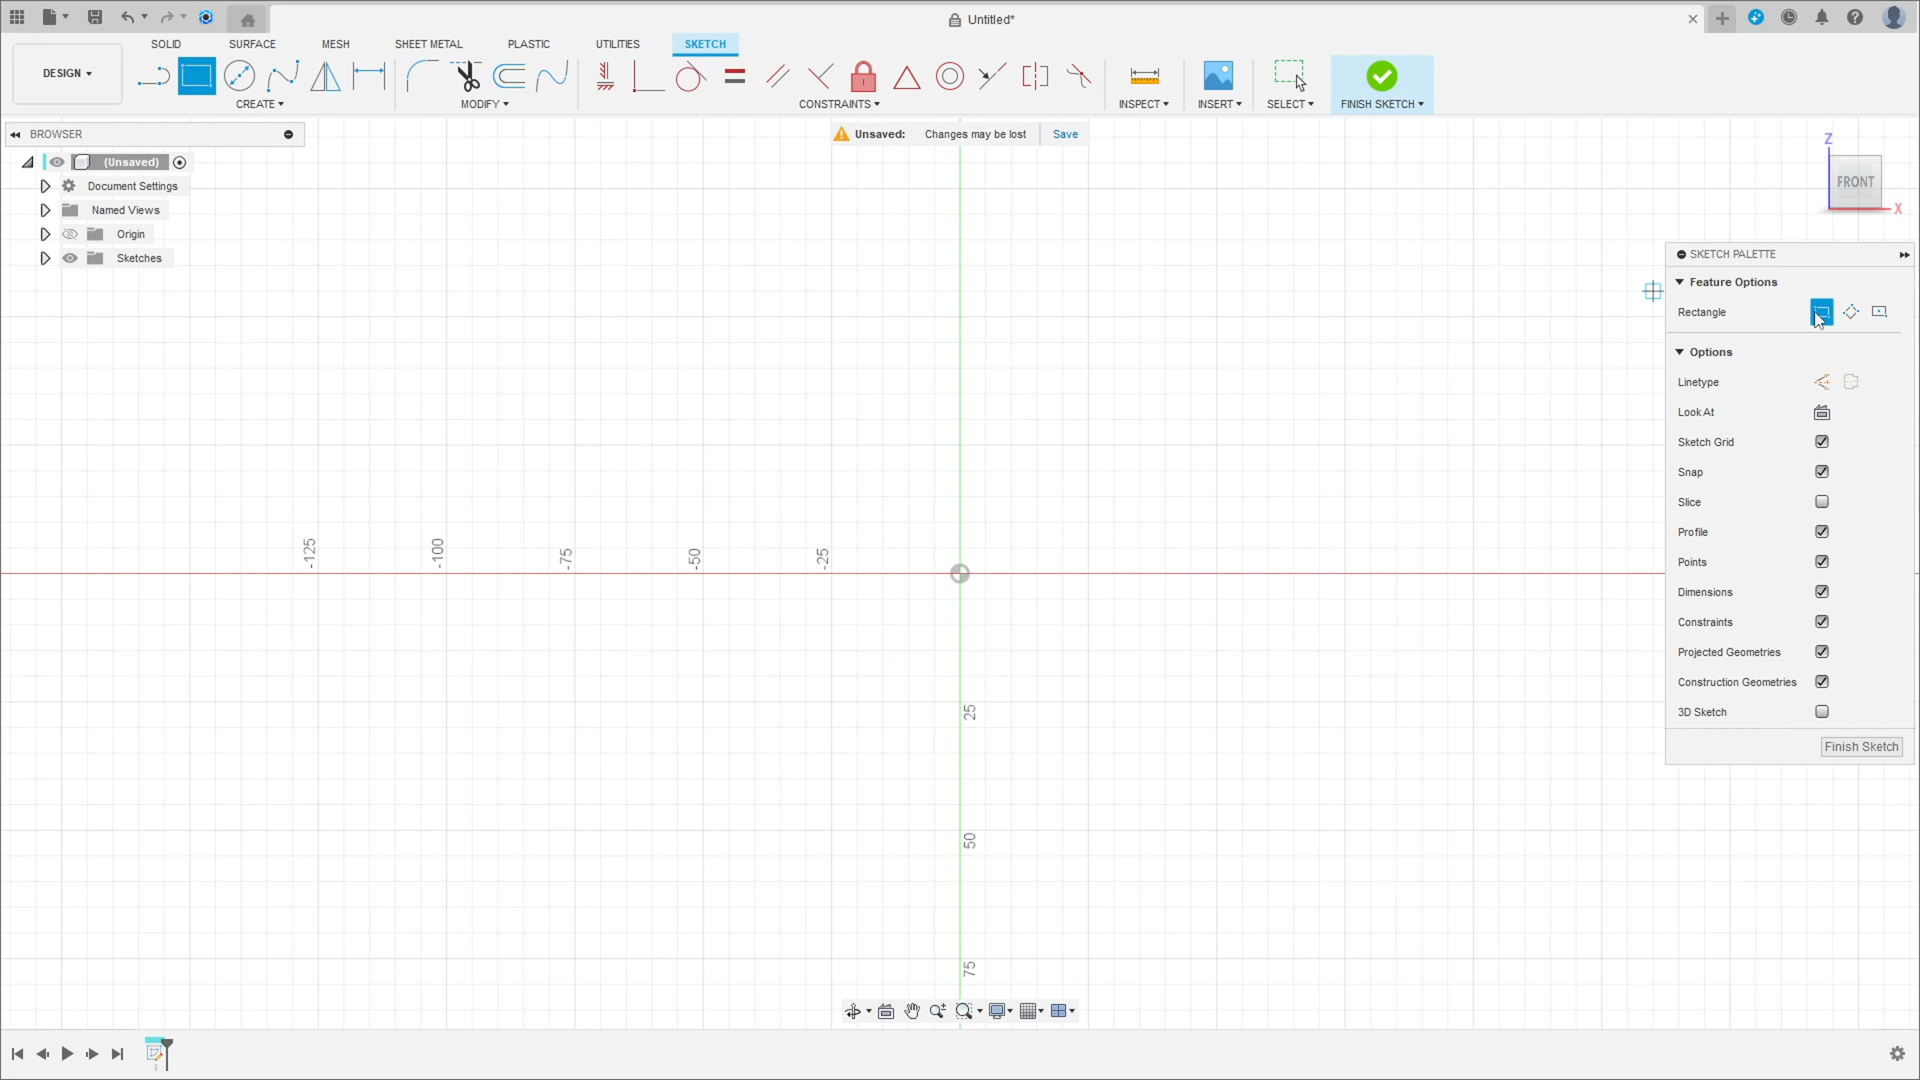 Untitled*
SOLID SURFACE MESH SHEET METAL PLASTIC UTILITIES SKETCH
DESIGN
CREATE MODIFY CONSTRAINTS INSPECT INSERT SELECT FINISH SKETCH
BROWSER
Unsaved: Changes may be lost Save
(Unsaved)
Document Settings
Named Views
Origin
Sketches
Z
FRONT
X
SKETCH PALETTE
Feature Options
Rectangle
Options
Linetype
Look At
Sketch Grid
Snap
Slice
Profile
Points
Dimensions
Constraints
Projected Geometries
Construction Geometries
3D Sketch
Finish Sketch
-125 -100 -75 -50 -25
25
50
75